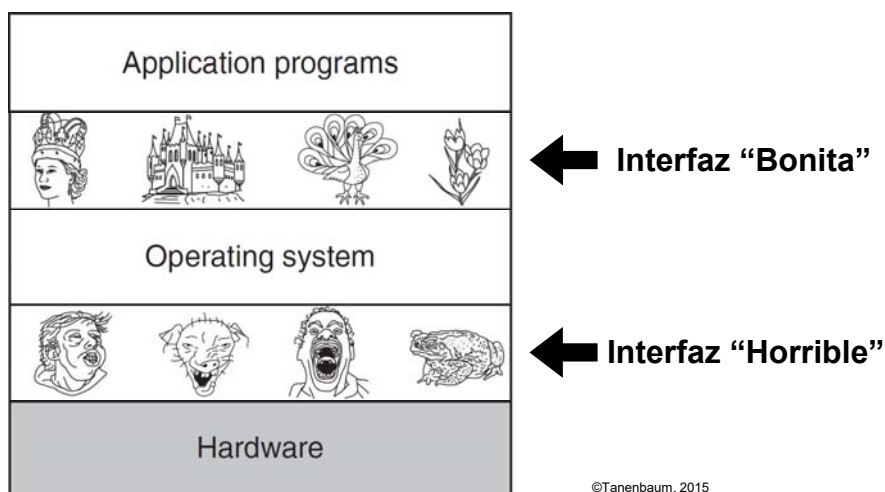 Application programs
Interfaz “Bonita”
Operating system
Interfaz “Horrible”
Hardware
©Tanenbaum, 2015